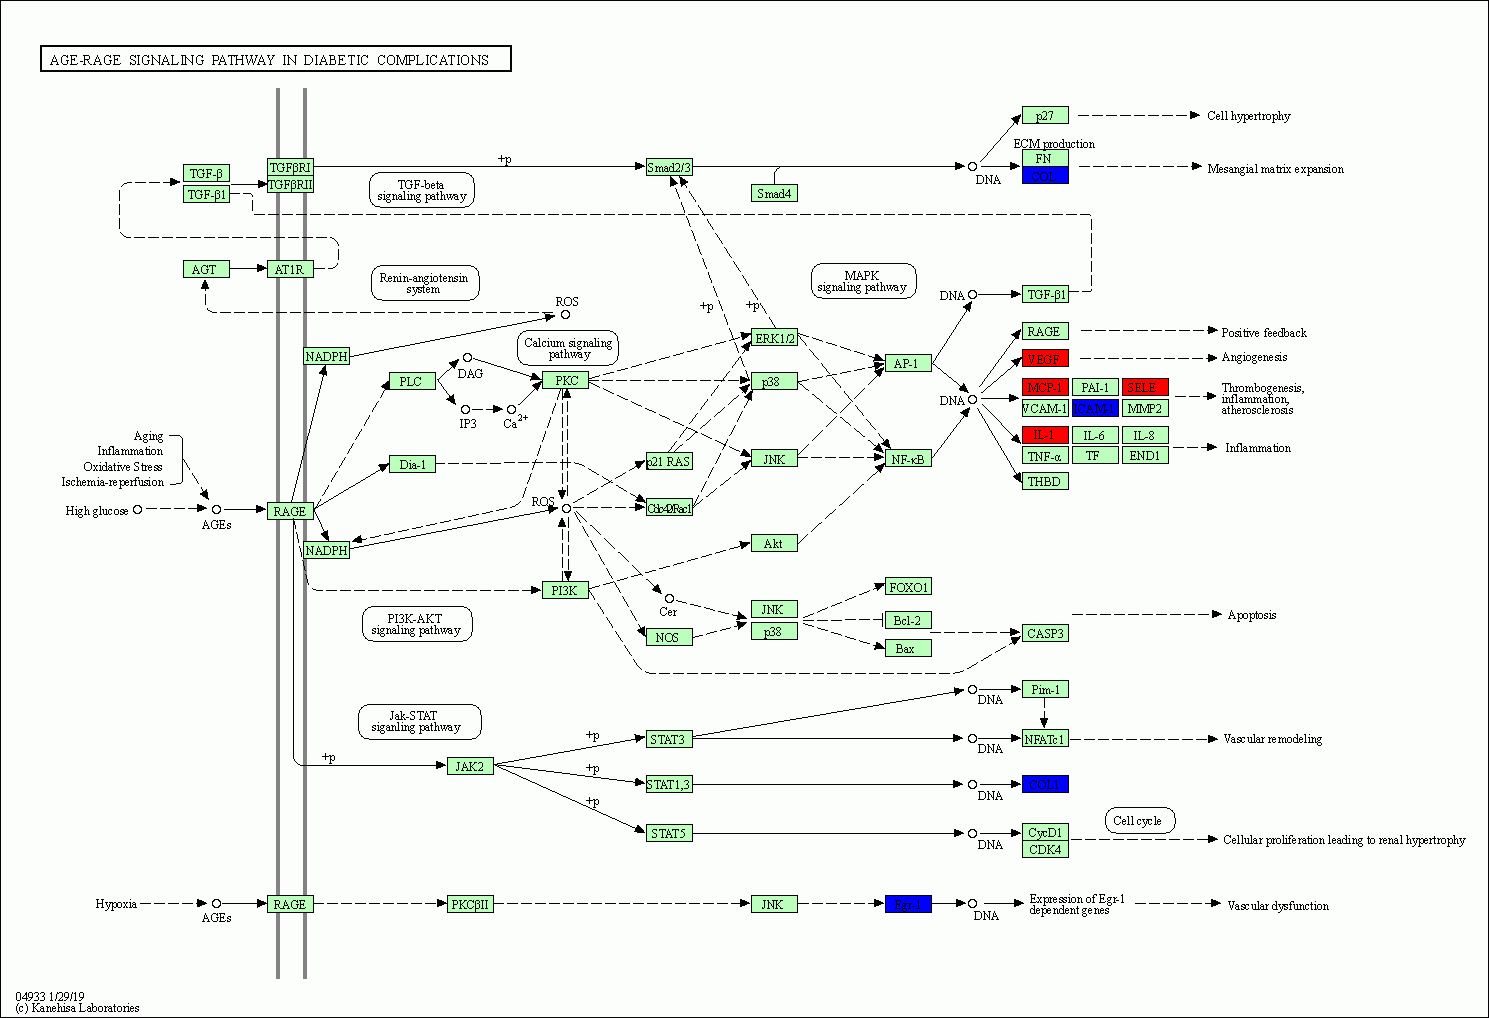 AGE-RAGE SIGNALING PATHWAY IN DIABETIC COMPLICATIONS
p27
Cell hypertrophy
ECM production
TGFβRI
+p
Smad2/3
DNA
FN
COL
Mesangial matrix expansion
TGF-β
TGFβRII
TGF-β1
TGF-beta
signaling pathway
Smad4
AGT
AT1R
Renin-angiotensin
system
MAPK
signaling pathway
DNA
TGF-β1
ROS
+p
+p
NADPH
Calcium signaling
pathway
ERK1/2
RAGE
Positive feedback
DAG
AP-1
VEGF
Angiogenesis
PLC
PKC
p38
MCP-1
PAI-1
SELE
Thrombogenesis,
inflammation,
atherosclerosis
IP3
Ca2+
DNA
VCAM-1
ICAM-1
MMP2
Aging
Inflammation
Oxidative Stress
Ischemia-reperfusion
IL-1
IL-6
IL-8
Inflammation
Dia-1
p21 RAS
JNK
NF-κB
TNF-α
TF
END1
THBD
High glucose
AGEs
RAGE
ROS
Cdc42/Rac1
NADPH
Akt
PI3K
FOXO1
Cer
PI3K-AKT
signaling pathway
JNK
p38
NOS
Bcl-2
Bax
CASP3
Apoptosis
Pim-1
DNA
Jak-STAT
siganling pathway
+p
STAT3
DNA
NFATc1
Vascular remodeling
+p
JAK2
+p
STAT1,3
DNA
+p
STAT5
DNA
CycD1
CDK4
Cell cycle
Cellular proliferation leading to renal hypertrophy
Hypoxia
AGEs
RAGE
PKCβII
JNK
Egr-1
DNA
Expression of Egr-1
dependent genes
Vascular dysfunction
04933 1/29/19
(c) Kanehisa Laboratories